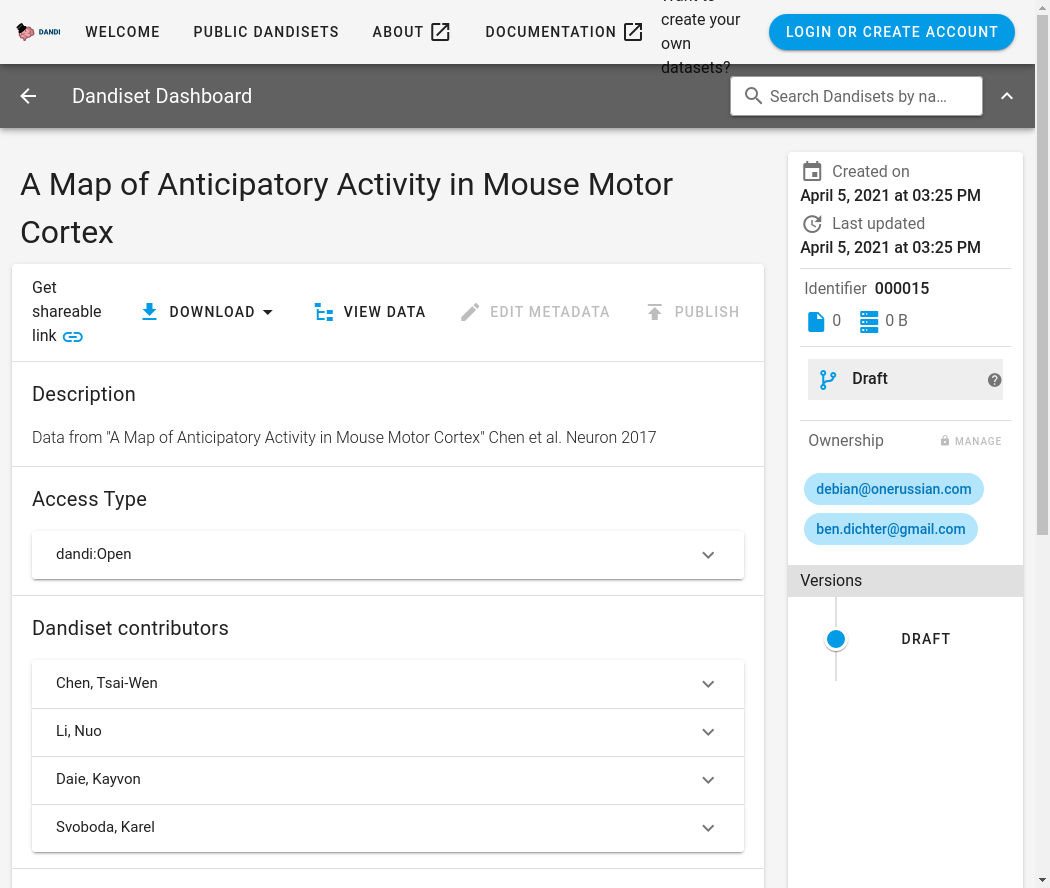 DANDI
WELCOME
PUBLIC DANDISETS
ABOUT
DOCUMENTATION
create your
own
datasets?
LOGIN OR CREATE ACCOUNT
Dandiset Dashboard
Search Dandisets by na...
A Map of Anticipatory Activity in Mouse Motor
Cortex
Get
shareable
link
DOWNLOAD
VIEW DATA
EDIT METADATA
PUBLISH
Description
Data from "A Map of Anticipatory Activity in Mouse Motor Cortex" Chen et al. Neuron 2017
Access Type
dandi:Open
Dandiset contributors
Chen, Tsai-Wen
Li, Nuo
Daie, Kayvon
Svoboda, Karel
Created on
April 5, 2021 at 03:25 PM
Last updated
April 5, 2021 at 03:25 PM
Identifier 000015
0
0 B
Draft
Ownership
MANAGE
debian@onerussian.com
ben.dichter@gmail.com
Versions
DRAFT